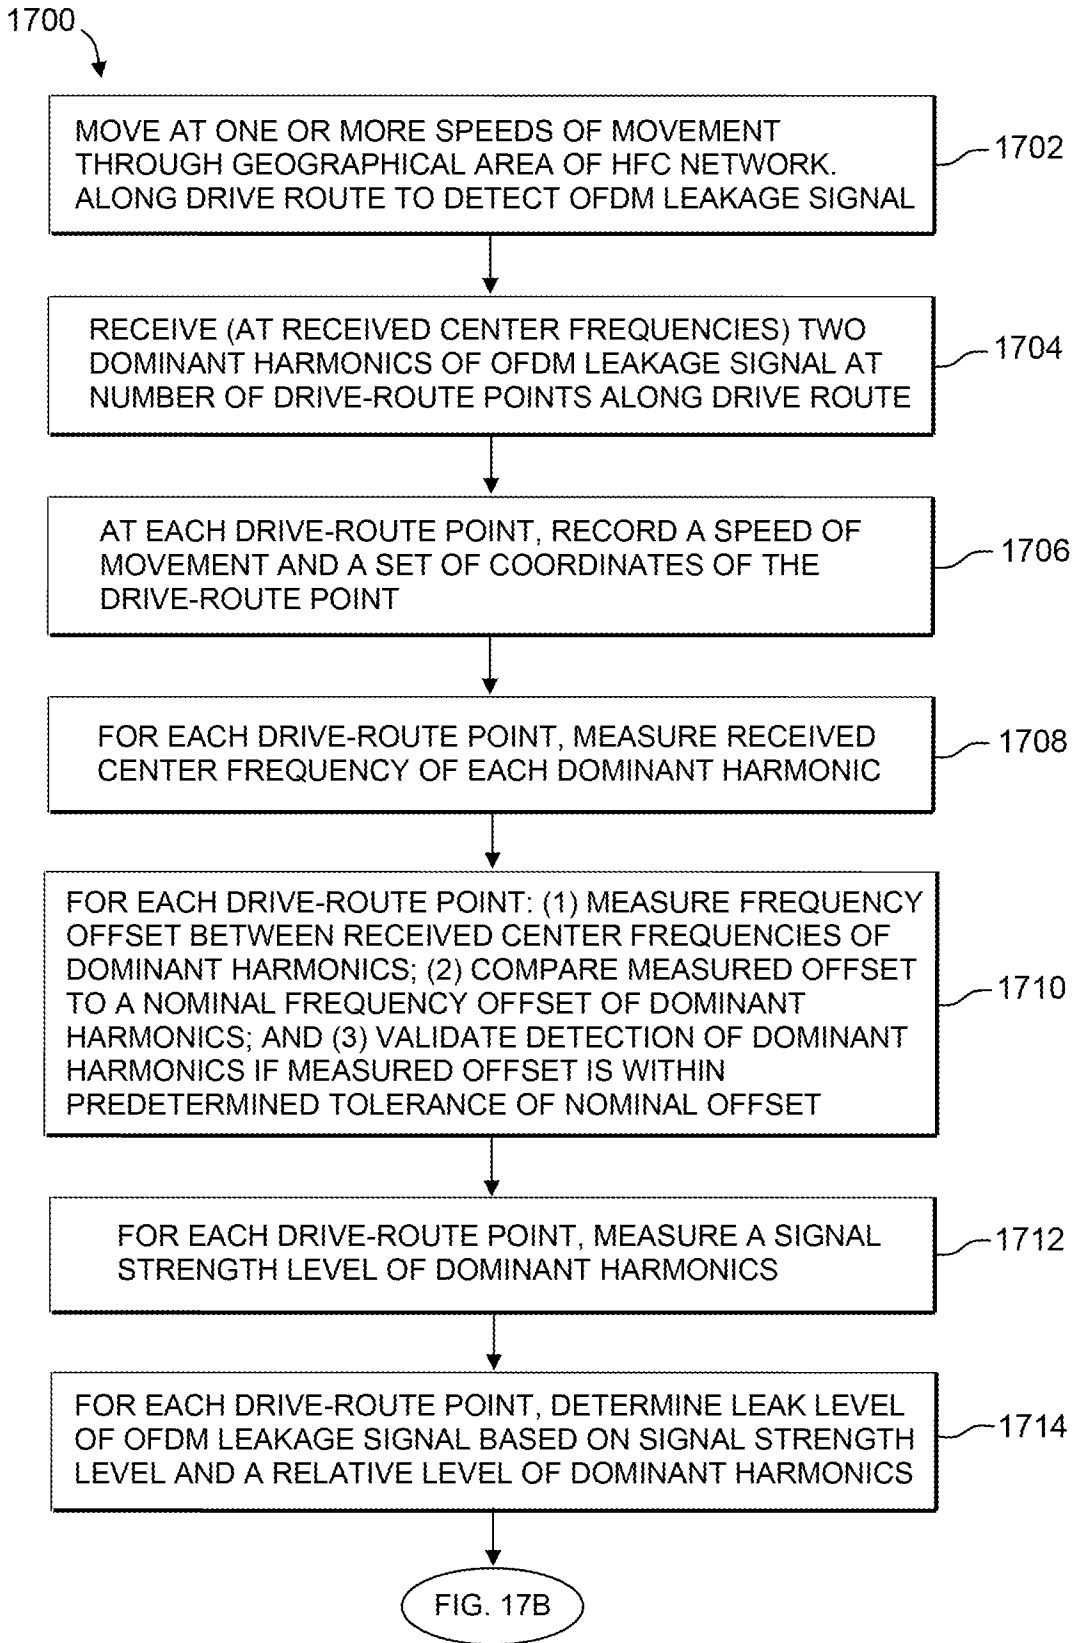 1700
MOVE AT ONE OR MORE SPEEDS OF MOVEMENT
THROUGH GEOGRAPHICAL AREA OF HFC NETWORK.
ALONG DRIVE ROUTE TO DETECT OFDM LEAKAGE SIGNAL
1702
RECEIVE (AT RECEIVED CENTER FREQUENCIES) TWO
DOMINANT HARMONICS OF OFDM LEAKAGE SIGNAL AT
NUMBER OF DRIVE-ROUTE POINTS ALONG DRIVE ROUTE
1704
AT EACH DRIVE-ROUTE POINT, RECORD A SPEED OF
MOVEMENT AND A SET OF COORDINATES OF THE
DRIVE-ROUTE POINT
1706
FOR EACH DRIVE-ROUTE POINT, MEASURE RECEIVED
CENTER FREQUENCY OF EACH DOMINANT HARMONIC
1708
FOR EACH DRIVE-ROUTE POINT: (1) MEASURE FREQUENCY
OFFSET BETWEEN RECEIVED CENTER FREQUENCIES OF
DOMINANT HARMONICS; (2) COMPARE MEASURED OFFSET
TO A NOMINAL FREQUENCY OFFSET OF DOMINANT
HARMONICS; AND (3) VALIDATE DETECTION OF DOMINANT
HARMONICS IF MEASURED OFFSET IS WITHIN
PREDETERMINED TOLERANCE OF NOMINAL OFFSET
1710
FOR EACH DRIVE-ROUTE POINT, MEASURE A SIGNAL
STRENGTH LEVEL OF DOMINANT HARMONICS
1712
FOR EACH DRIVE-ROUTE POINT, DETERMINE LEAK LEVEL
OF OFDM LEAKAGE SIGNAL BASED ON SIGNAL STRENGTH
LEVEL AND A RELATIVE LEVEL OF DOMINANT HARMONICS
1714
FIG. 17B